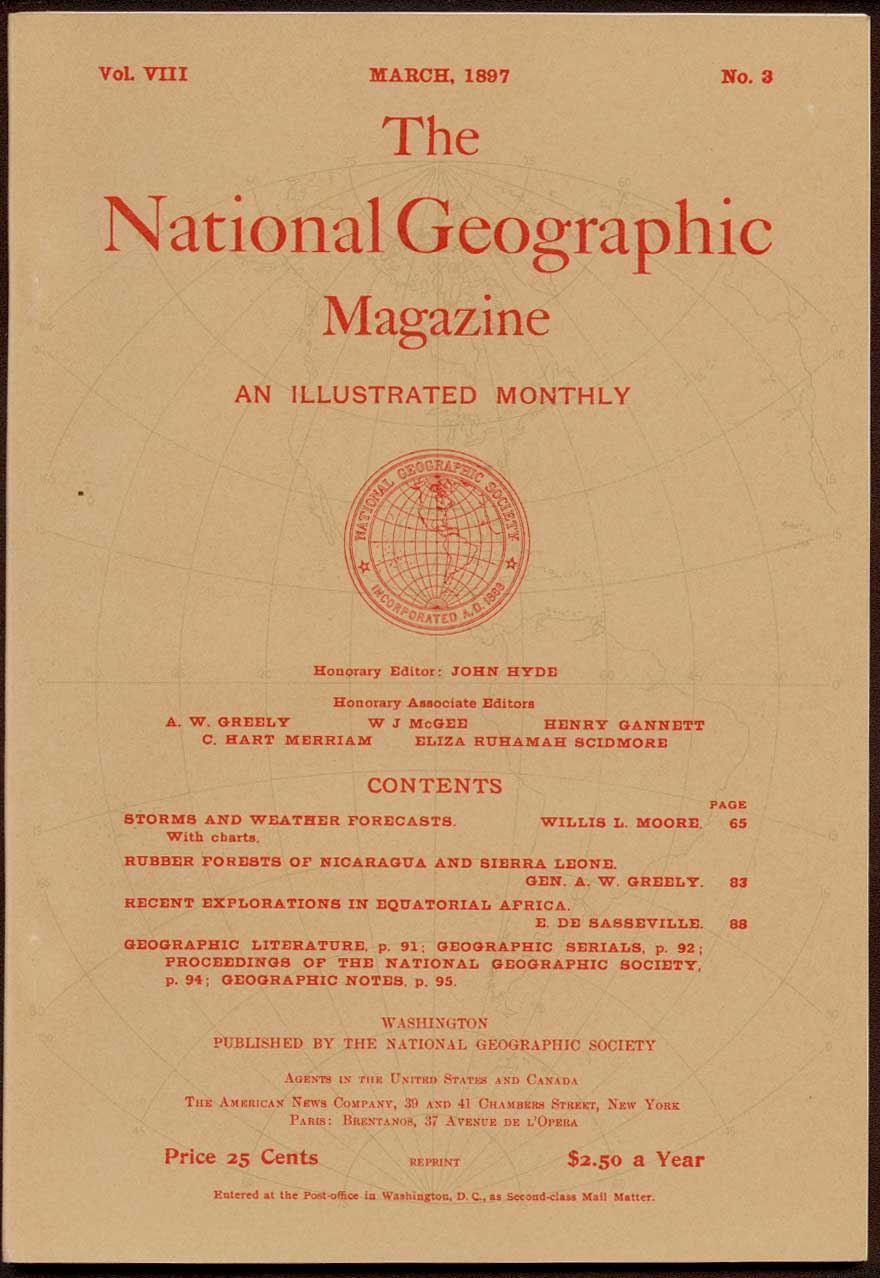 Vol. VIII MARCH, 1897 No. 3
The
National Geographic
Magazine
AN ILLUSTRATED MONTHLY
NATIONAL GEOGRAPHIC SOCIETY
INCORPORATED A.D. 1888
Honorary Editor: JOHN HYDE
Honorary Associate Editors
A. W. GREELY W J McGEE HENRY GANNETT
C. HART MERRIAM ELIZA RUHAMAH SCIDMORE
CONTENTS
PAGE
STORMS AND WEATHER FORECASTS. WILLIS L. MOORE. 65
With charts.
RUBBER FORESTS OF NICARAGUA AND SIERRA LEONE.
GEN. A. W. GREELY. 83
RECENT EXPLORATIONS IN EQUATORIAL AFRICA.
E. DE SASSEVILLE. 88
GEOGRAPHIC LITERATURE, p. 91; GEOGRAPHIC SERIALS, p. 92;
PROCEEDINGS OF THE NATIONAL GEOGRAPHIC SOCIETY,
p. 94; GEOGRAPHIC NOTES, p. 95.
WASHINGTON
PUBLISHED BY THE NATIONAL GEOGRAPHIC SOCIETY
AGENTS IN THE UNITED STATES AND CANADA
THE AMERICAN NEWS COMPANY, 39 AND 41 CHAMBERS STREET, NEW YORK
PARIS: BRENTANOS, 37 AVENUE DE L'OPERA
Price 25 Cents REPRINT $2.50 a Year
Entered at the Post-office in Washington, D. C., as Second-class Mail Matter.